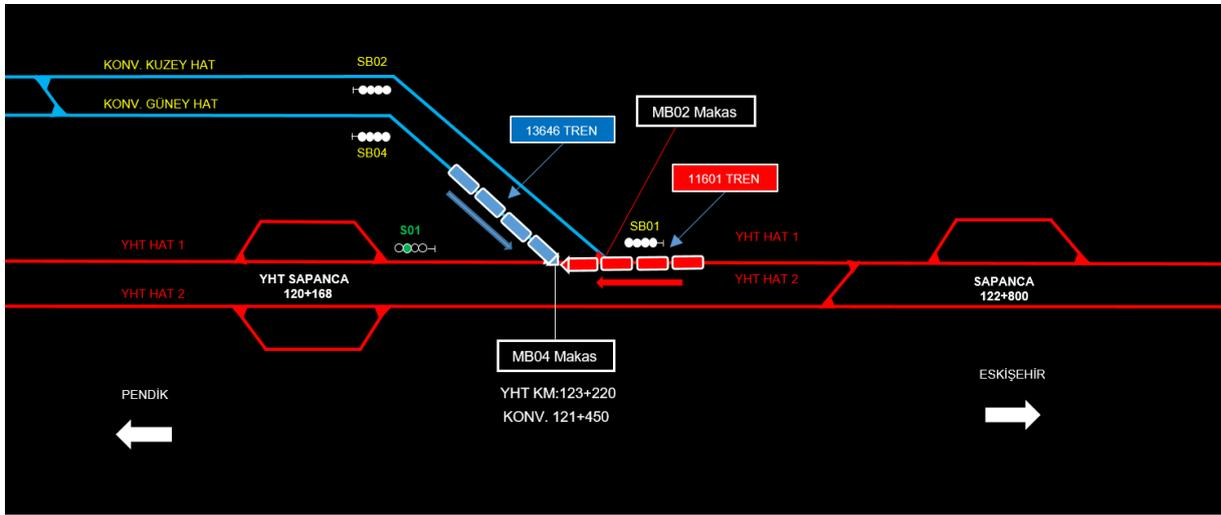 KONV. KUZEY HAT
SB02
KONV. GÜNEY HAT
SB04
13646 TREN
MB02 Makas
11601 TREN
S01
SB01
YHT HAT 1
YHT HAT 1
YHT SAPANCA
120+168
YHT HAT 2
YHT HAT 2
SAPANCA
122+800
MB04 Makas
YHT KM:123+220
KONV. 121+450
PENDİK
ESKİŞEHİR